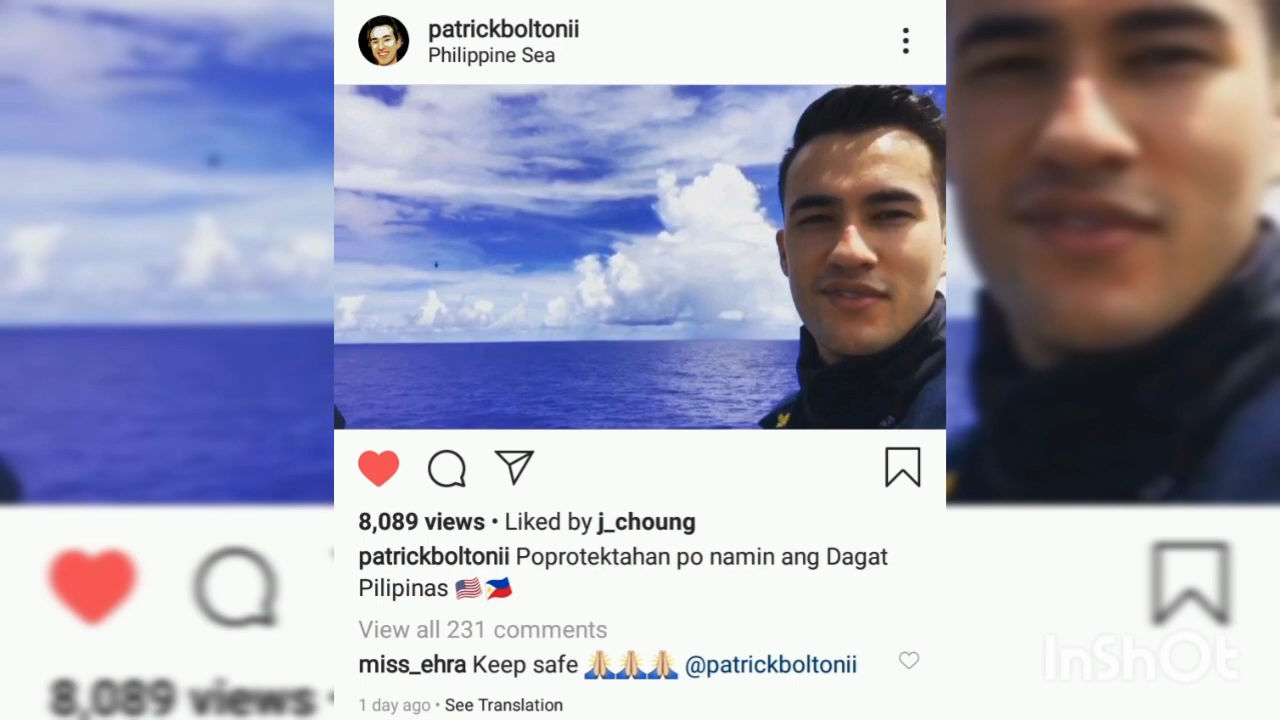 patrickboltonii
Philippine Sea
8,089 views • Liked by j_choung
patrickboltonii Poprotektahan po namin ang Dagat
Pilipinas 🇺🇸🇵🇭
View all 231 comments
miss_ehra Keep safe 🙏🙏🙏 @patrickboltonii
1 day ago • See Translation
8,089 views
InShOt